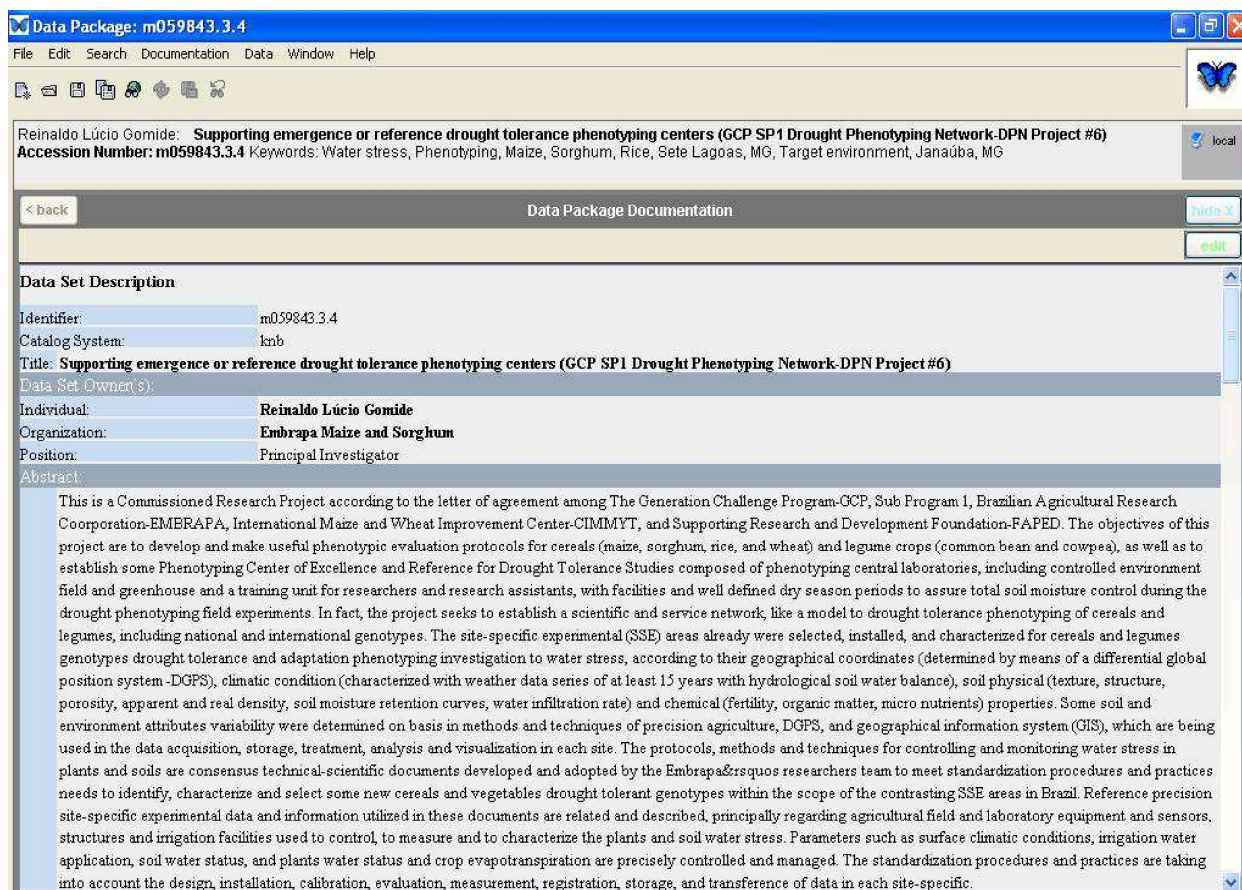 Data Package: m059843.3.4
File Edit Search Documentation Data Window Help
Reinaldo Lúcio Gomide: Supporting emergence or reference drought tolerance phenotyping centers (GCP SP1 Drought Phenotyping Network-DPN Project #6)
Accession Number: m059843.3.4 Keywords: Water stress, Phenotyping, Maize, Sorghum, Rice, Sete Lagoas, MG, Target environment, Janaúba, MG
local
< back
Data Package Documentation
hide X
edit
Data Set Description
Identifier: m059843.3.4
Catalog System: knb
Title: Supporting emergence or reference drought tolerance phenotyping centers (GCP SP1 Drought Phenotyping Network-DPN Project #6)
Data Set Owner(s):
Individual: Reinaldo Lúcio Gomide
Organization: Embrapa Maize and Sorghum
Position: Principal Investigator
Abstract:
This is a Commissioned Research Project according to the letter of agreement among The Generation Challenge Program-GCP, Sub Program 1, Brazilian Agricultural Research
Coorporation-EMBRAPA, International Maize and Wheat Improvement Center-CIMMYT, and Supporting Research and Development Foundation-FAPED. The objectives of this
project are to develop and make useful phenotypic evaluation protocols for cereals (maize, sorghum, rice, and wheat) and legume crops (common bean and cowpea), as well as to
establish some Phenotyping Center of Excellence and Reference for Drought Tolerance Studies composed of phenotyping central laboratories, including controlled environment
field and greenhouse and a training unit for researchers and research assistants, with facilities and well defined dry season periods to assure total soil moisture control during the
drought phenotyping field experiments. In fact, the project seeks to establish a scientific and service network, like a model to drought tolerance phenotyping of cereals and
legumes, including national and international genotypes. The site-specific experimental (SSE) areas already were selected, installed, and characterized for cereals and legumes
genotypes drought tolerance and adaptation phenotyping investigation to water stress, according to their geographical coordinates (determined by means of a differential global
position system -DGPS), climatic condition (characterized with weather data series of at least 15 years with hydrological soil water balance), soil physical (texture, structure,
porosity, apparent and real density, soil moisture retention curves, water infiltration rate) and chemical (fertility, organic matter, micro nutrients) properties. Some soil and
environment attributes variability were determined on basis in methods and techniques of precision agriculture, DGPS, and geographical information system (GIS), which are being
used in the data acquisition, storage, treatment, analysis and visualization in each site. The protocols, methods and techniques for controlling and monitoring water stress in
plants and soils are consensus technical-scientific documents developed and adopted by the Embrapa&rsquos researchers team to meet standardization procedures and practices
needs to identify, characterize and select some new cereals and vegetables drought tolerant genotypes within the scope of the contrasting SSE areas in Brazil. Reference precision
site-specific experimental data and information utilized in these documents are related and described, principally regarding agricultural field and laboratory equipment and sensors,
structures and irrigation facilities used to control, to measure and to characterize the plants and soil water stress. Parameters such as surface climatic conditions, irrigation water
application, soil water status, and plants water status and crop evapotranspiration are precisely controlled and managed. The standardization procedures and practices are taking
into account the design, installation, calibration, evaluation, measurement, registration, storage, and transference of data in each site-specific.